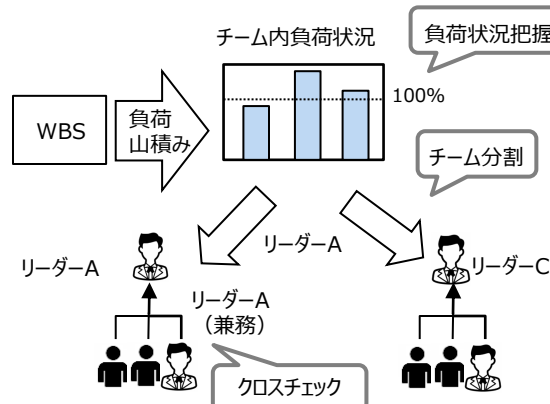 チーム内負荷状況
負荷状況把握
WBS
負荷
山積み
100%
チーム分割
リーダーA
リーダーA
リーダーC
リーダーA
（兼務）
クロスチェック